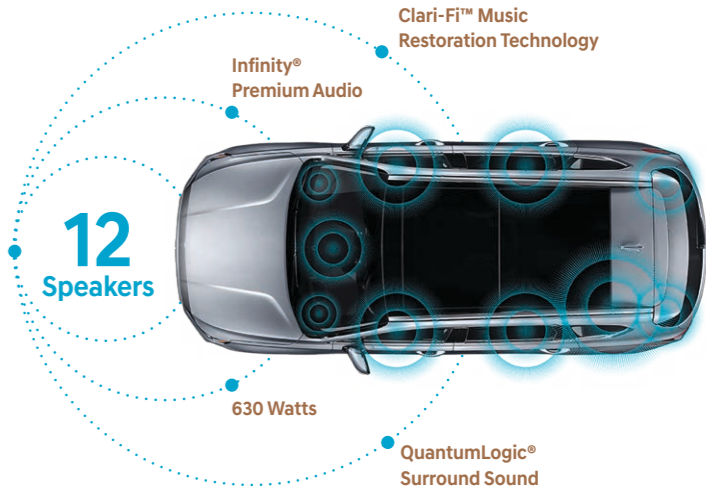 Clari-Fi™ Music
Restoration Technology
Infinity®
Premium Audio
12
Speakers
630 Watts
QuantumLogic®
Surround Sound